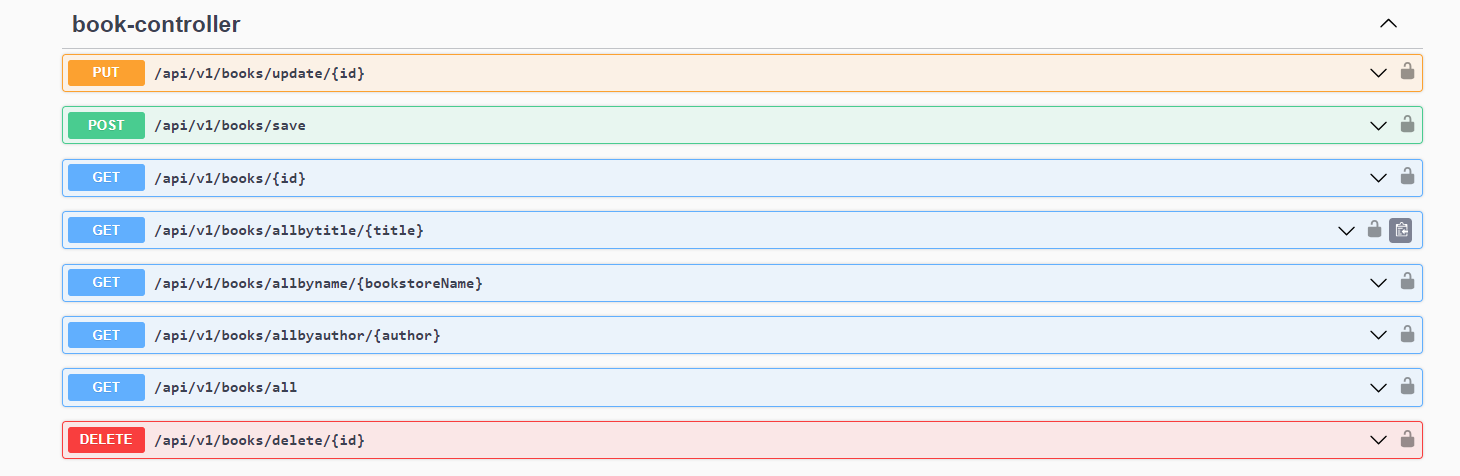 book-controller
PUT /api/v1/books/update/{id}
POST /api/v1/books/save
GET /api/v1/books/{id}
GET /api/v1/books/allbytitle/{title}
GET /api/v1/books/allbyname/{bookstoreName}
GET /api/v1/books/allbyauthor/{author}
GET /api/v1/books/all
DELETE /api/v1/books/delete/{id}